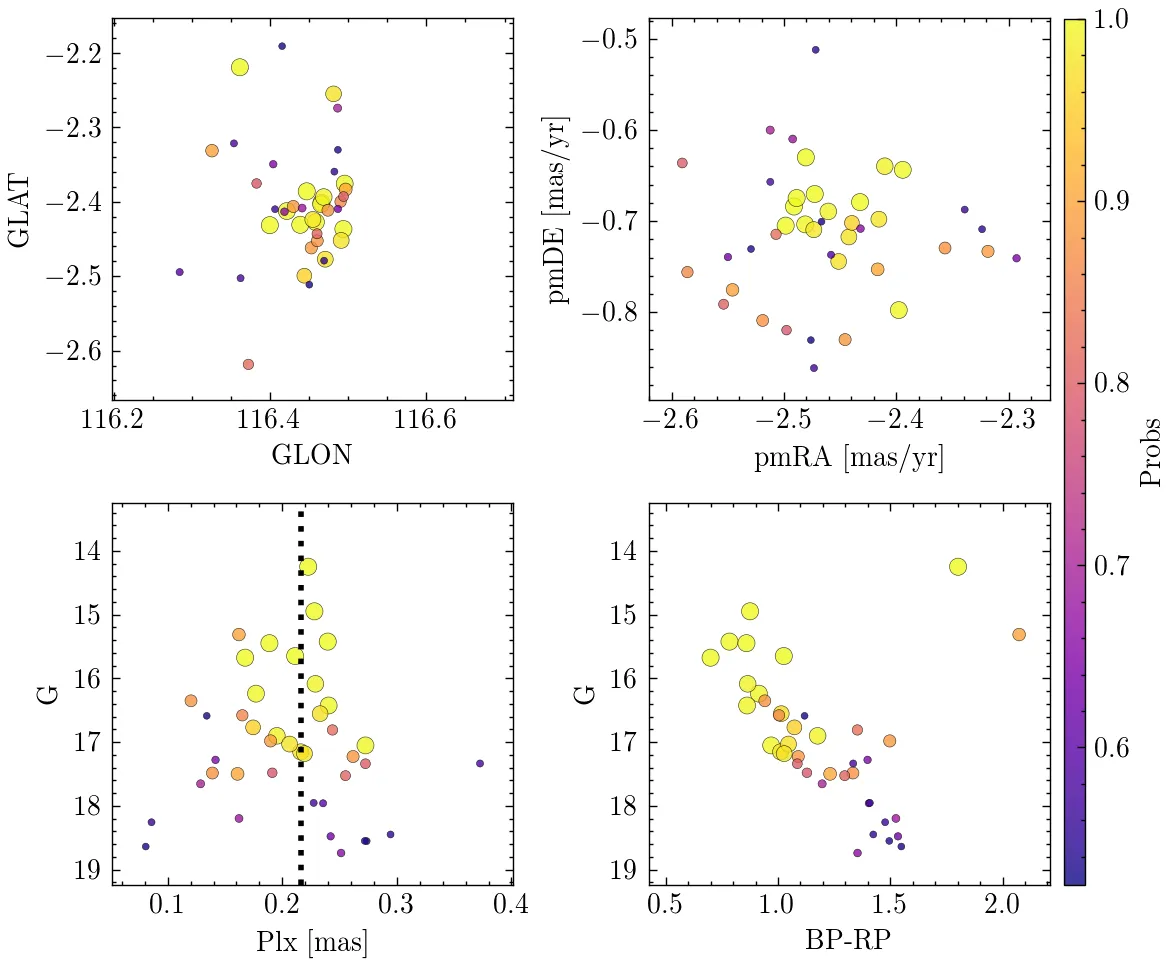 −2.2
−2.3
−2.4
−2.5
−2.6
GLAT
116.2 116.4 116.6
GLON
−0.5
−0.6
−0.7
−0.8
pmDE [mas/yr]
−2.6 −2.5 −2.4 −2.3
pmRA [mas/yr]
14
15
16
17
18
19
G
0.1 0.2 0.3 0.4
Plx [mas]
14
15
16
17
18
19
G
0.5 1.0 1.5 2.0
BP-RP
1.0
0.9
0.8
0.7
0.6
Probs